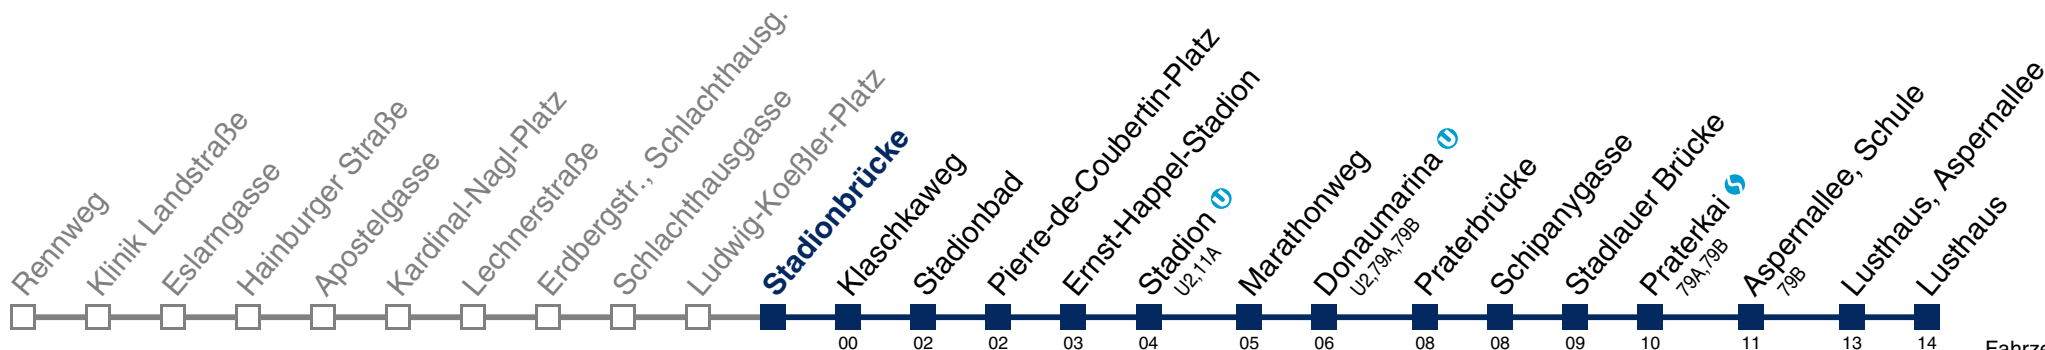 Rennweg
Klinik Landstraße
Eslarngasse
Hainburger Straße
Apostelgasse
Kardinal-Nagl-Platz
Lechnerstraße
Erdbergstr., Schlachthausg.
Schlachthausgasse
Ludwig-Koeßler-Platz
Stadionbrücke
Klaschkaweg
Stadionbad
Pierre-de-Coubertin-Platz
Ernst-Happel-Stadion
Stadion U
U2,11A
Marathonweg
Donaumarina U
U2,79A,79B
Praterbrücke
Schipanygasse
Stadlauer Brücke
Praterkai S
79A,79B
Aspernallee, Schule
79B
Lusthaus, Aspernallee
Lusthaus
00 02 02 03 04 05 06 08 08 09 10 11 13 14